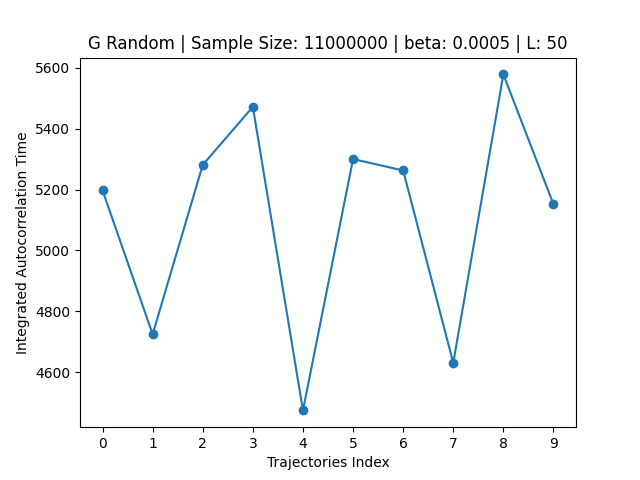 G Random | Sample Size: 11000000 | beta: 0.0005 | L: 50
Integrated Autocorrelation Time
5600
5400
5200
5000
4800
4600
0 1 2 3 4 5 6 7 8 9
Trajectories Index